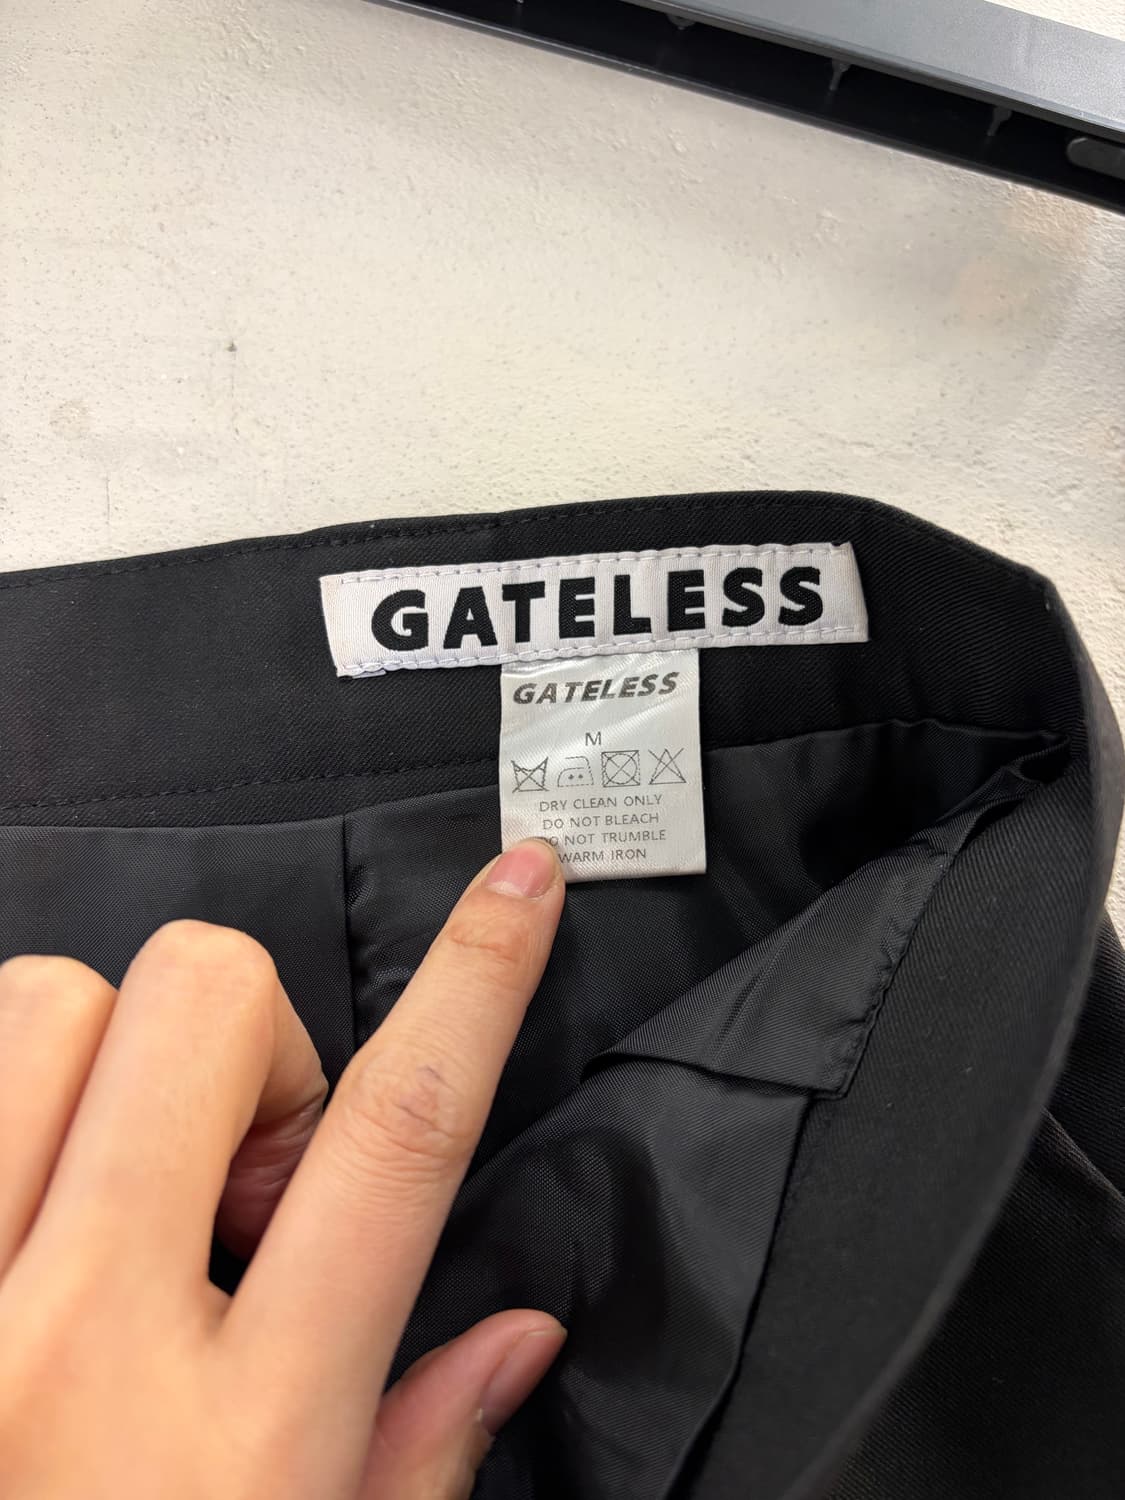 GATELESS
GATELESS
M
DRY CLEAN ONLY
DO NOT BLEACH
DO NOT TRUMBLE
WARM IRON